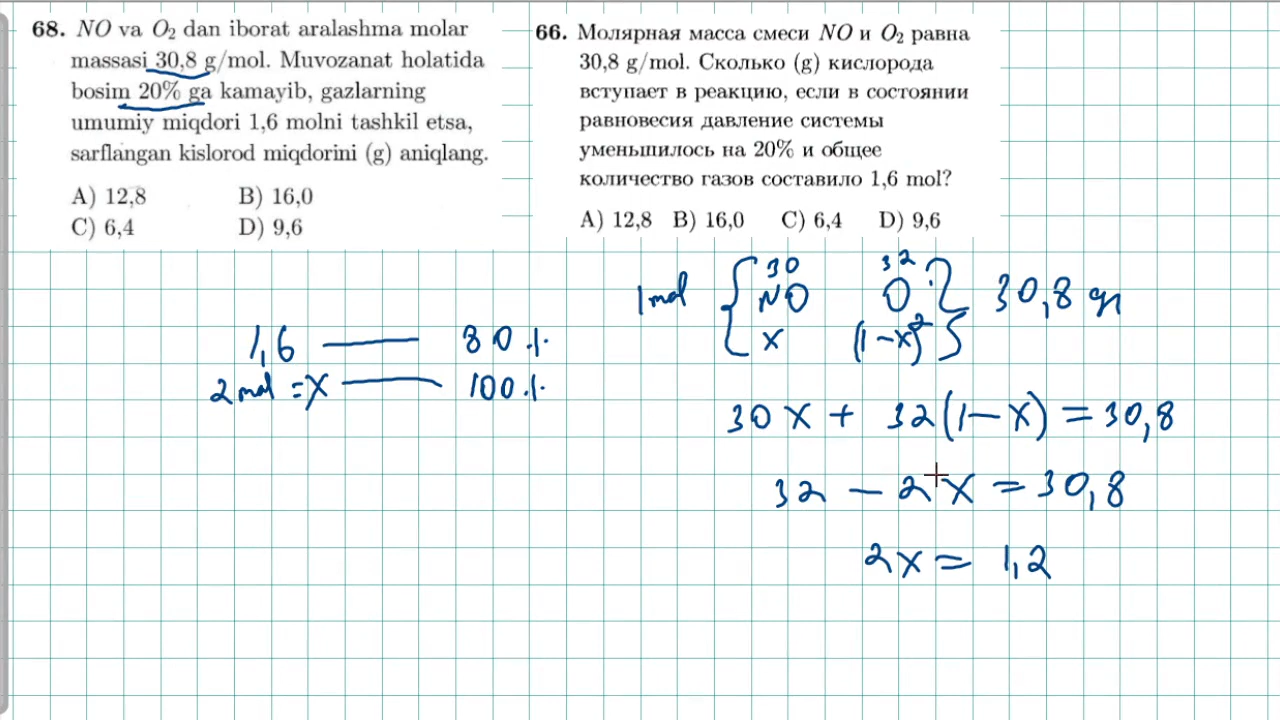 68. NO va O₂ dan iborat aralashma molar
massasi 30,8 g/mol. Muvozanat holatida
bosim 20% ga kamayib, gazlarning
umumiy miqdori 1,6 molni tashkil etsa,
sarflangan kislorod miqdorini (g) aniqlang.
A) 12,8 B) 16,0
C) 6,4 D) 9,6
66. Молярная масса смеси NO и O₂ равна
30,8 g/mol. Сколько (g) кислорода
вступает в реакцию, если в состоянии
равновесия давление системы
уменьшилось на 20% и общее
количество газов составило 1,6 mol?
A) 12,8 B) 16,0 C) 6,4 D) 9,6
1,6 — 80%
2 mol = x — 100%
30 32
1 mol { NO O₂ } 30,8 gr
x (1-x)
30x + 32(1-x) = 30,8
32 - 2x = 30,8
2x = 1,2